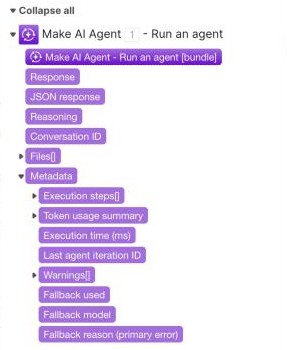 Collapse all
Make AI Agent 1 - Run an agent
Make AI Agent - Run an agent [bundle]
Response
JSON response
Reasoning
Conversation ID
Files[]
Metadata
Execution steps[]
Token usage summary
Execution time (ms)
Last agent iteration ID
Warnings[]
Fallback used
Fallback model
Fallback reason (primary error)